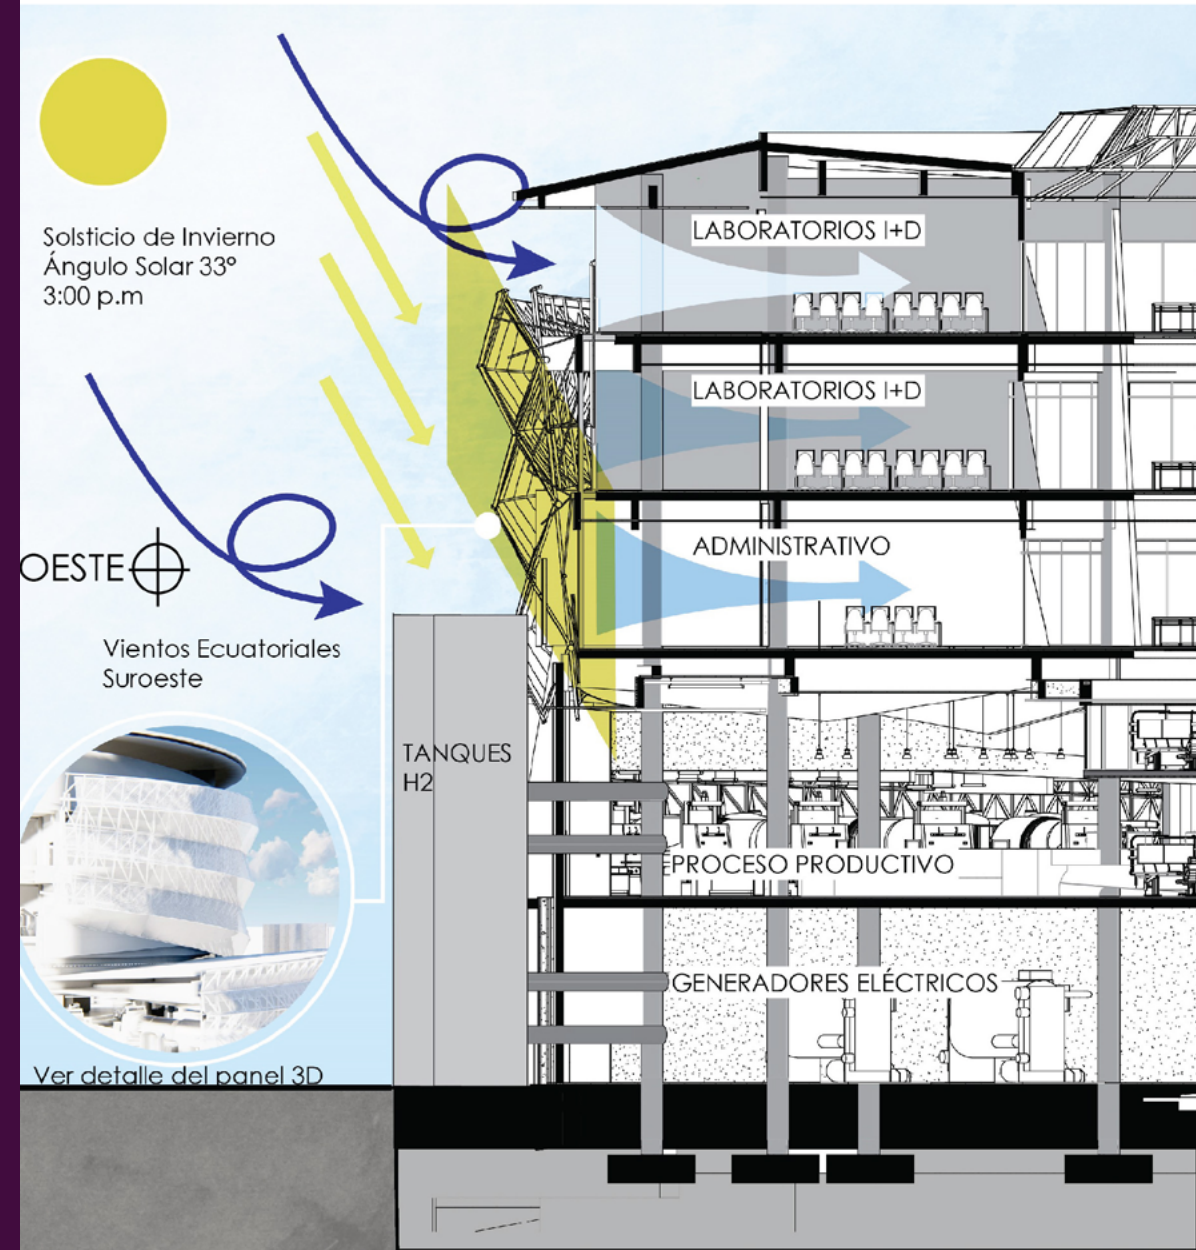 Solsticio de Invierno
Ángulo Solar 33°
3:00 p.m
LABORATORIOS I+D
LABORATORIOS I+D
ADMINISTRATIVO
OESTE
Vientos Ecuatoriales
Suroeste
TANQUES
H2
PROCESO PRODUCTIVO
GENERADORES ELÉCTRICOS
Ver detalle del panel 3D